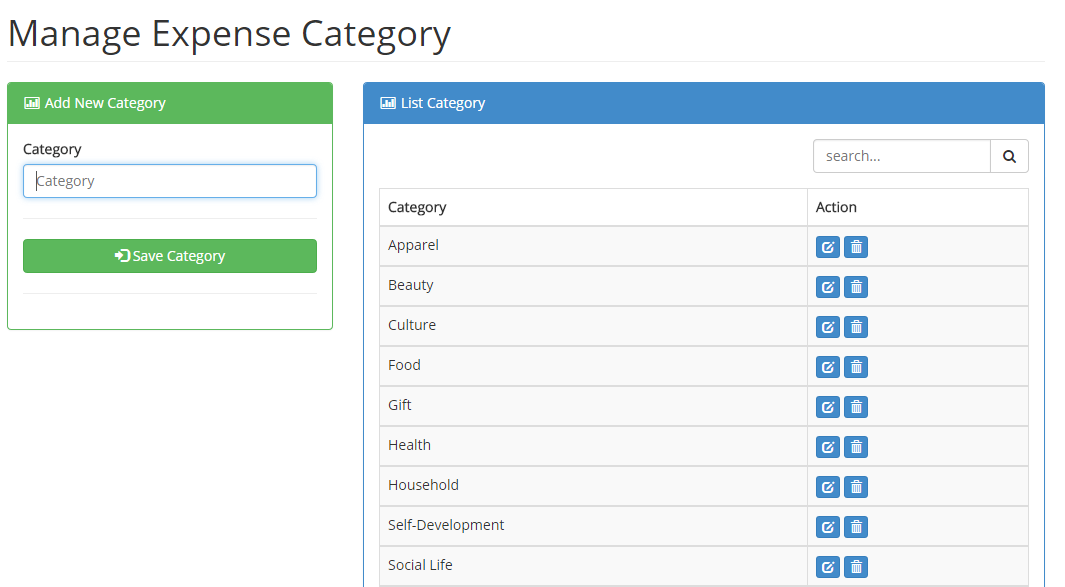 Manage Expense Category
Add New Category
Category
Category
Save Category
List Category
search...
Category Action
Apparel
Beauty
Culture
Food
Gift
Health
Household
Self-Development
Social Life